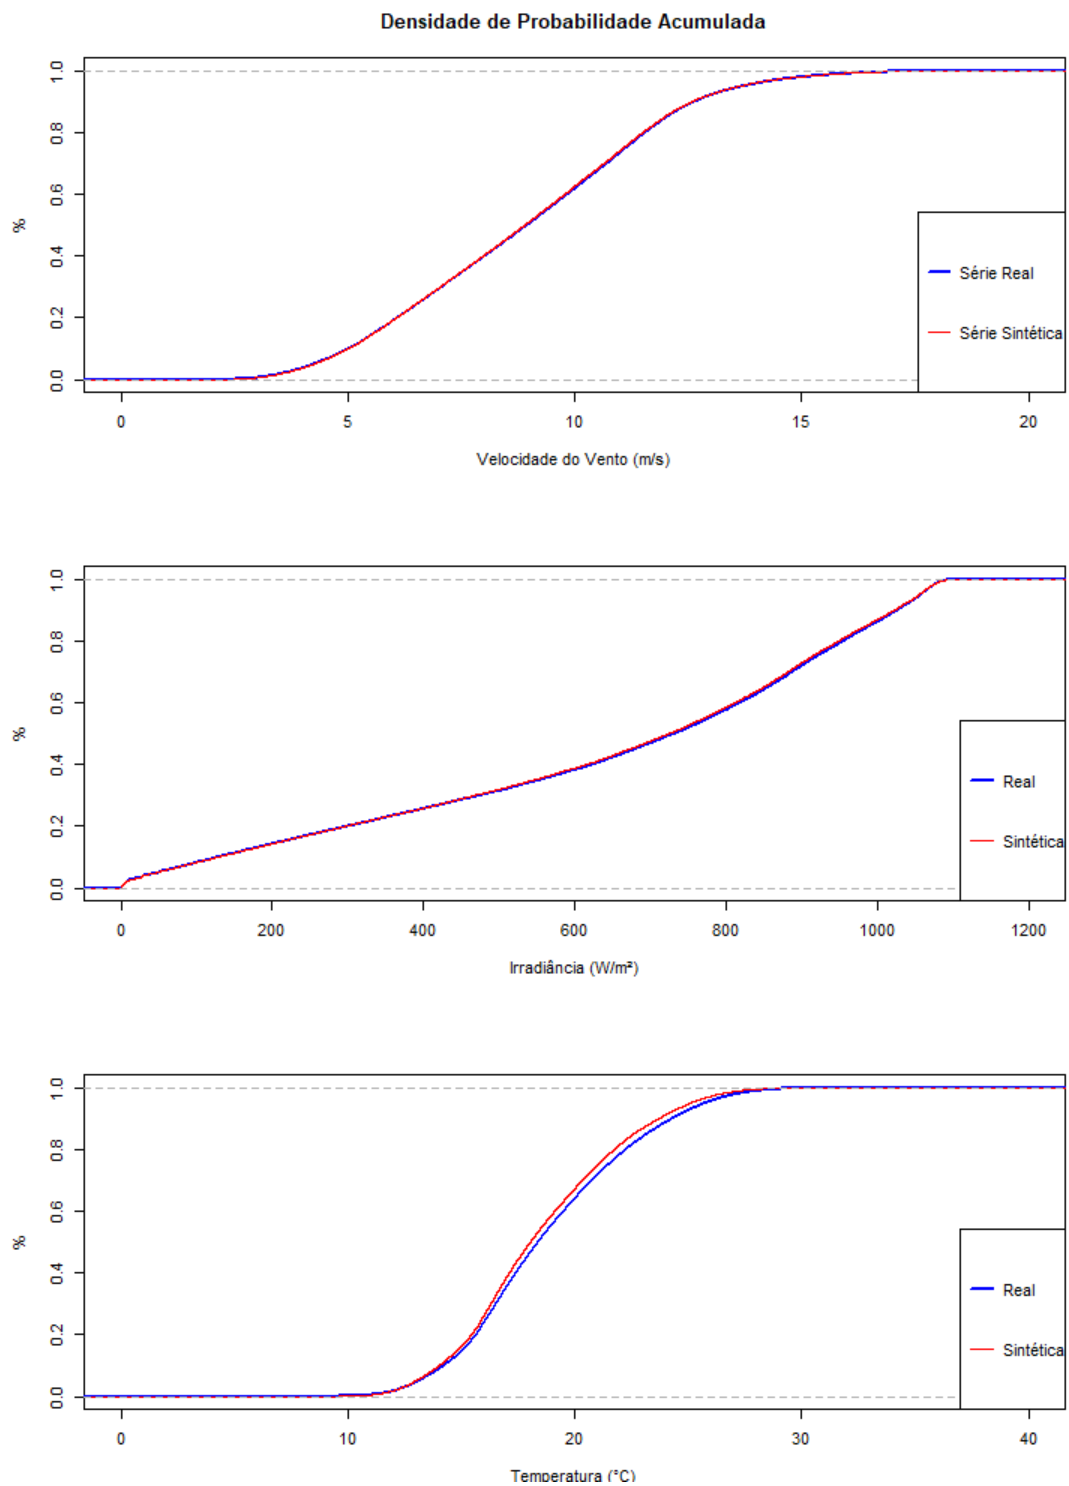 Densidade de Probabilidade Acumulada
1.0
0.8
0.6
0.4
0.2
0.0
%
Série Real
Série Sintética
0 5 10 15 20
Velocidade do Vento (m/s)
1.0
0.8
0.6
0.4
0.2
0.0
%
Real
Sintética
0 200 400 600 800 1000 1200
Irradiância (W/m²)
1.0
0.8
0.6
0.4
0.2
0.0
%
Real
Sintética
0 10 20 30 40
Temperatura (°C)